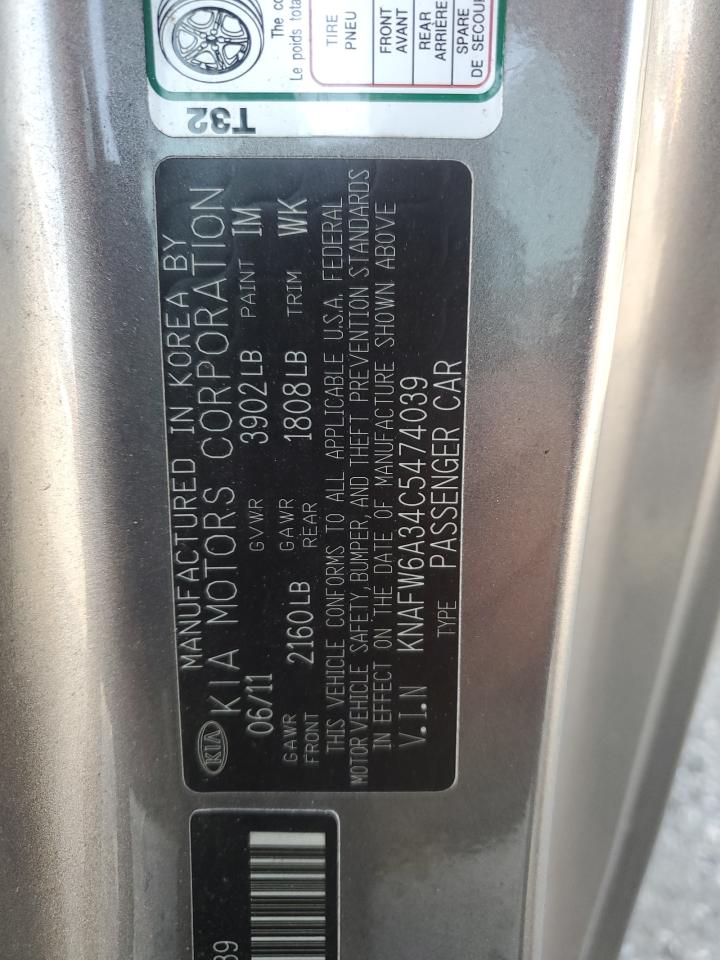 MANUFACTURED IN KOREA BY
KIA KIA MOTORS CORPORATION
06/11 GVWR 3902LB PAINT IM
GAWR FRONT 2160LB GAWR REAR 1808LB TRIM WK
THIS VEHICLE CONFORMS TO ALL APPLICABLE U.S.A. FEDERAL
MOTOR VEHICLE SAFETY, BUMPER, AND THEFT PREVENTION STANDARDS
IN EFFECT ON THE DATE OF MANUFACTURE SHOWN ABOVE
V.I.N KNAFW6A34C5474039
TYPE PASSENGER CAR
T32
The co
Le poids tota
TIRE
PNEU
FRONT
AVANT
REAR
ARRIÈRE
SPARE
DE SECOU
39